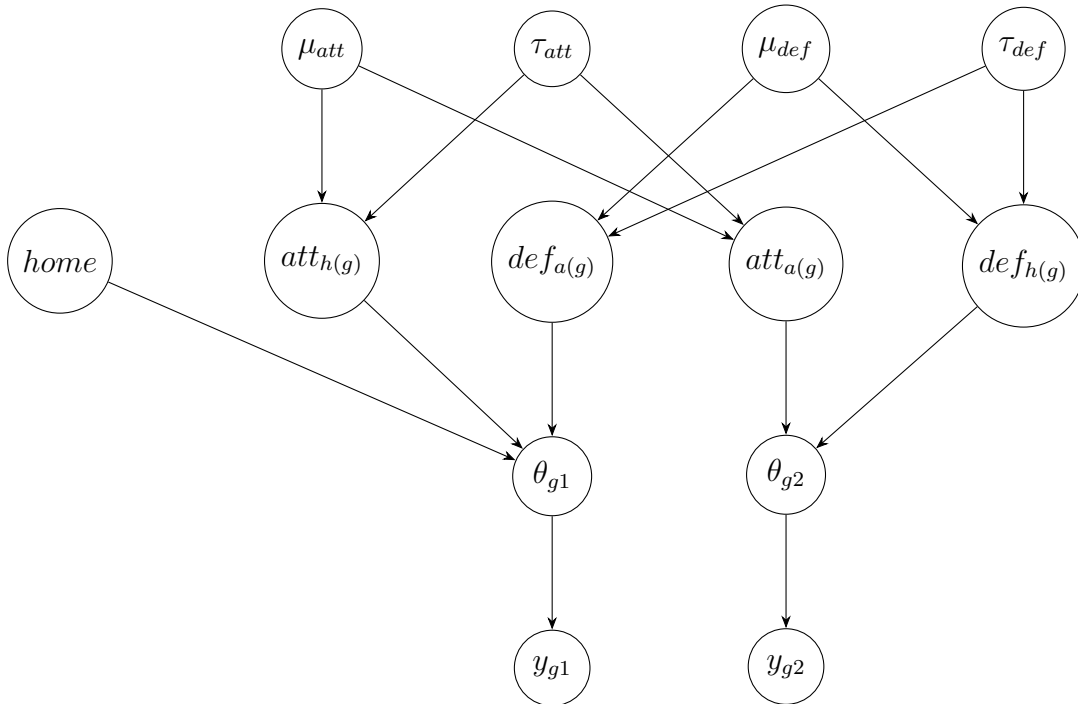 μ_att τ_att μ_def τ_def
home att_h(g) def_a(g) att_a(g) def_h(g)
θ_g1 θ_g2
y_g1 y_g2